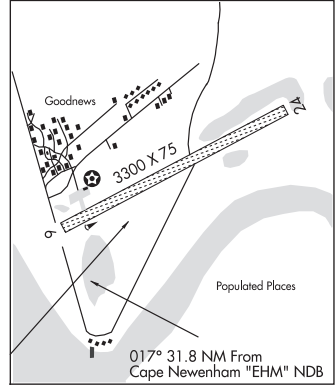 Goodnews
24
3300 X 75
6
Populated Places
017° 31.8 NM From
Cape Newenham "EHM" NDB